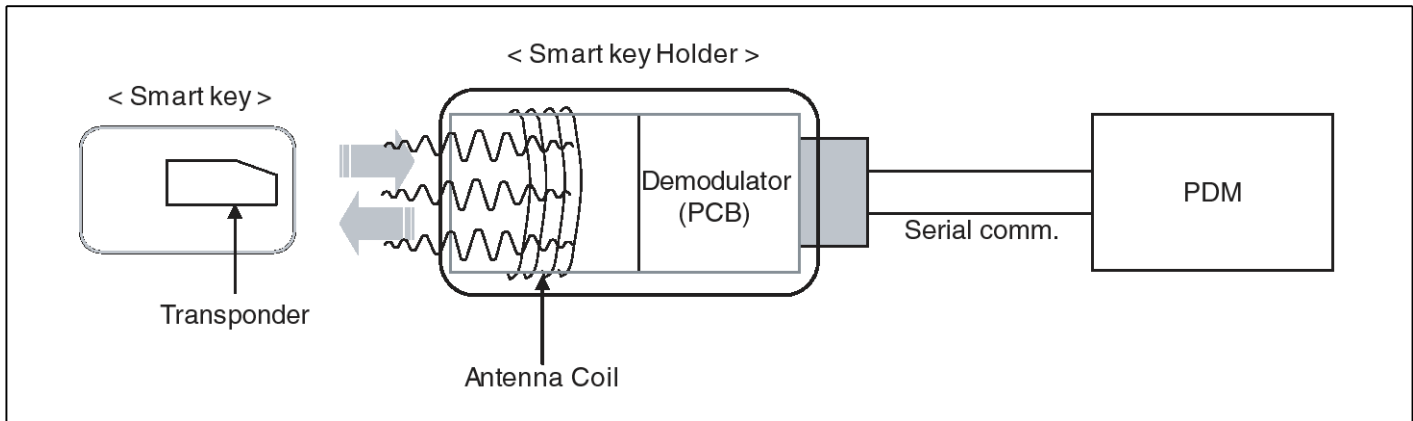 < Smart key Holder >
< Smart key >
Demodulator
(PCB)
PDM
Serial comm.
Transponder
Antenna Coil